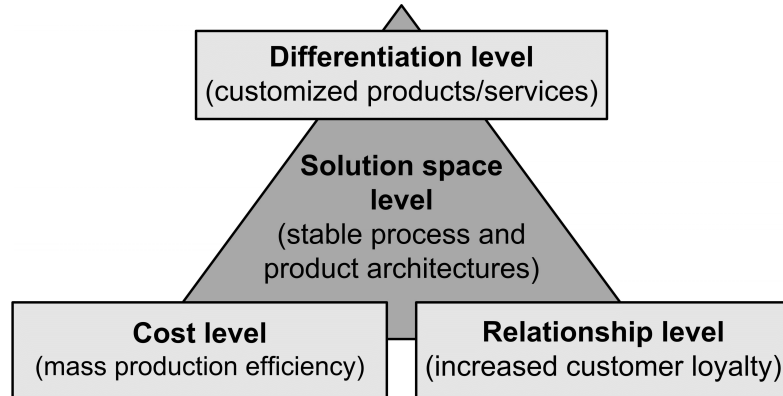 Differentiation level
(customized products/services)
Solution space
level
(stable process and
product architectures)
Cost level
(mass production efficiency)
Relationship level
(increased customer loyalty)